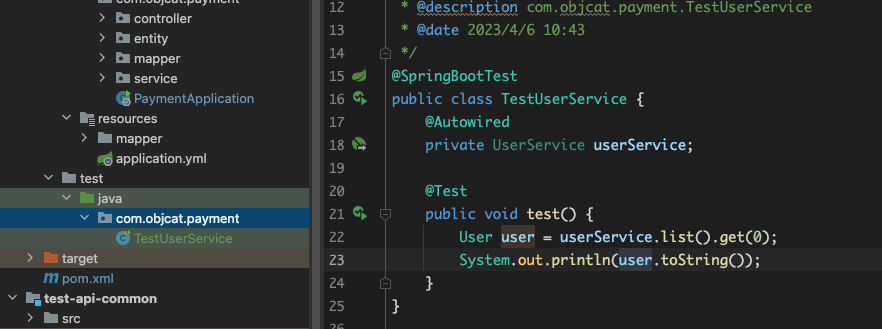 com.objcat.payment
controller
entity
mapper
service
PaymentApplication
resources
mapper
application.yml
test
java
com.objcat.payment
TestUserService
target
pom.xml
test-api-common
src
12 * @description com.objcat.payment.TestUserService
13 * @date 2023/4/6 10:43
14 */
15 @SpringBootTest
16 public class TestUserService {
17 @Autowired
18 private UserService userService;
19
20 @Test
21 public void test() {
22 User user = userService.list().get(0);
23 System.out.println(user.toString());
24 }
25 }
26